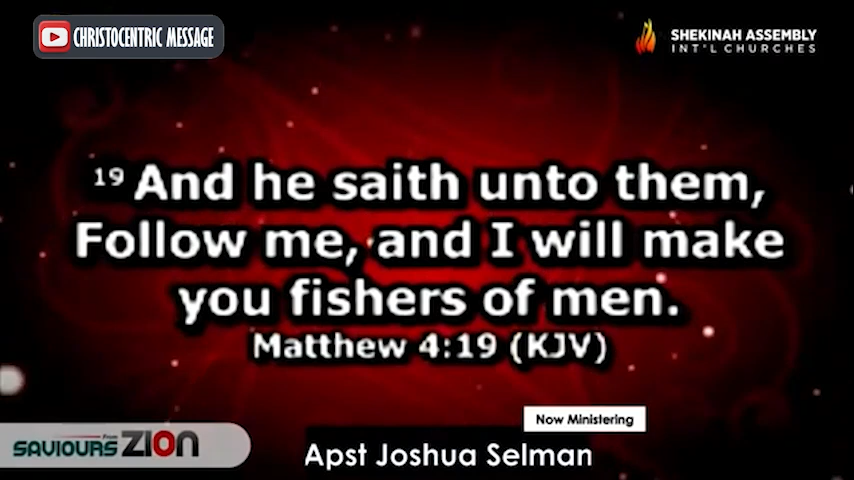 CHRISTOCENTRIC MESSAGE
SHEKINAH ASSEMBLY
INT'L CHURCHES
19 And he saith unto them,
Follow me, and I will make
you fishers of men.
Matthew 4:19 (KJV)
Now Ministering
SAVIOURS From ZION
Apst Joshua Selman